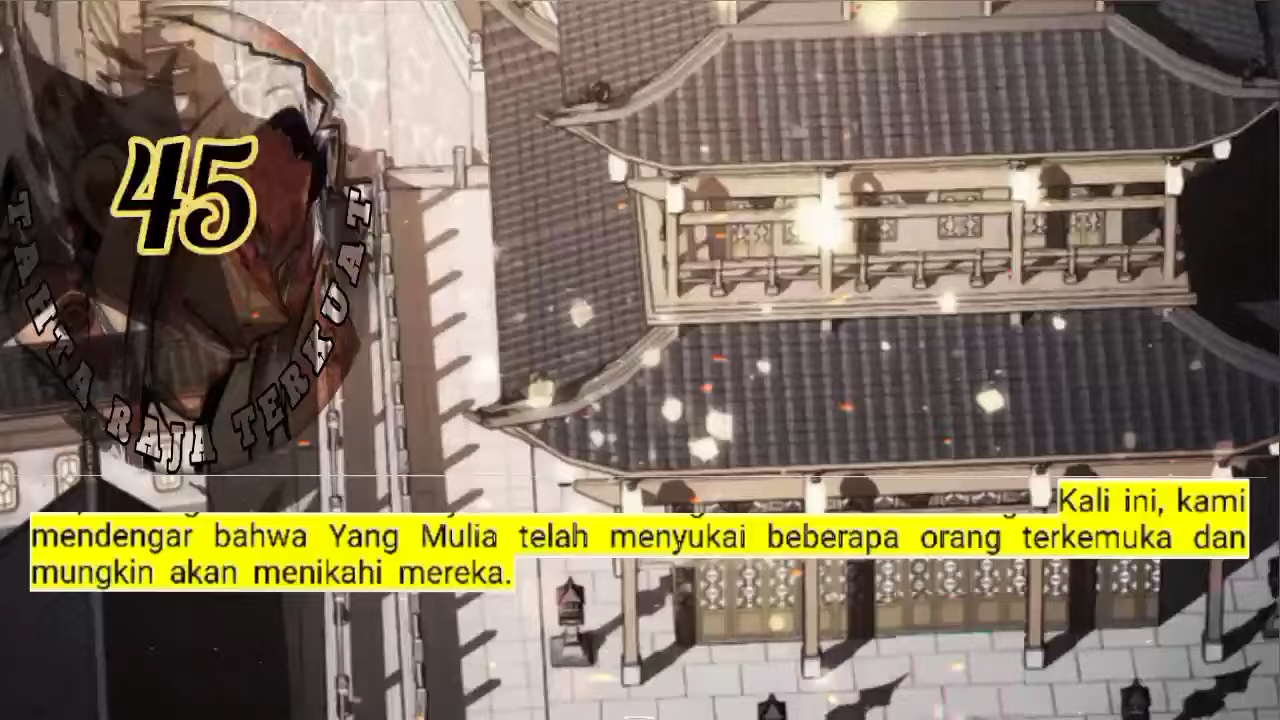 45
TAHTA RAJA TERKUAT
Kali ini, kami
mendengar bahwa Yang Mulia telah menyukai beberapa orang terkemuka dan
mungkin akan menikahi mereka.